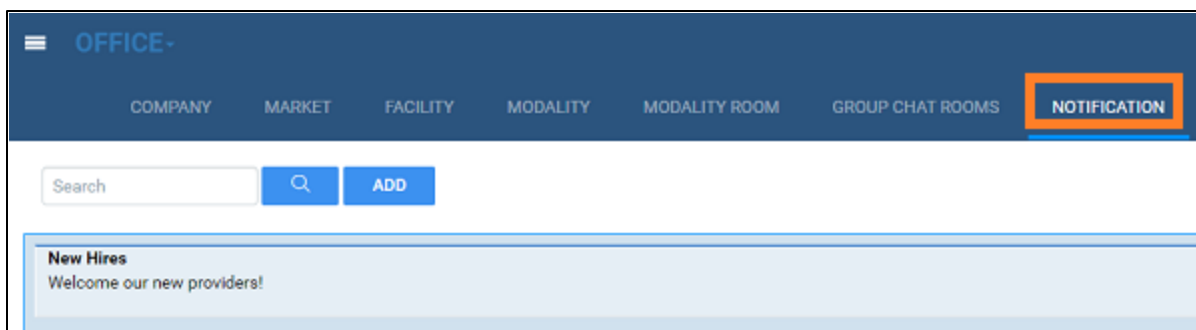 OFFICE-
COMPANY MARKET FACILITY MODALITY MODALITY ROOM GROUP CHAT ROOMS NOTIFICATION
Search ADD
New Hires
Welcome our new providers!